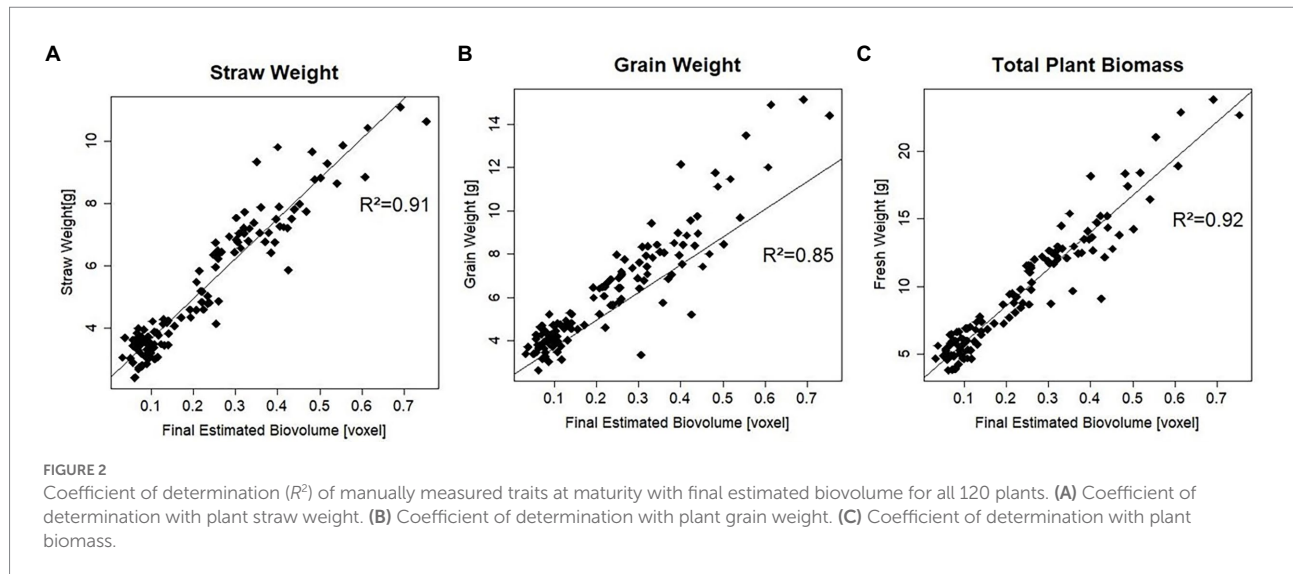 A
Straw Weight
Straw Weight[g]
4
6
8
10
R²=0.91
0.1 0.2 0.3 0.4 0.5 0.6 0.7
Final Estimated Biovolume [voxel]
B
Grain Weight
Grain Weight [g]
4
6
8
10
12
14
R²=0.85
0.1 0.2 0.3 0.4 0.5 0.6 0.7
Final Estimated Biovolume [voxel]
C
Total Plant Biomass
Fresh Weight [g]
5
10
15
20
R²=0.92
0.1 0.2 0.3 0.4 0.5 0.6 0.7
Final Estimated Biovolume [voxel]
FIGURE 2
Coefficient of determination (R²) of manually measured traits at maturity with final estimated biovolume for all 120 plants. (A) Coefficient of
determination with plant straw weight. (B) Coefficient of determination with plant grain weight. (C) Coefficient of determination with plant
biomass.